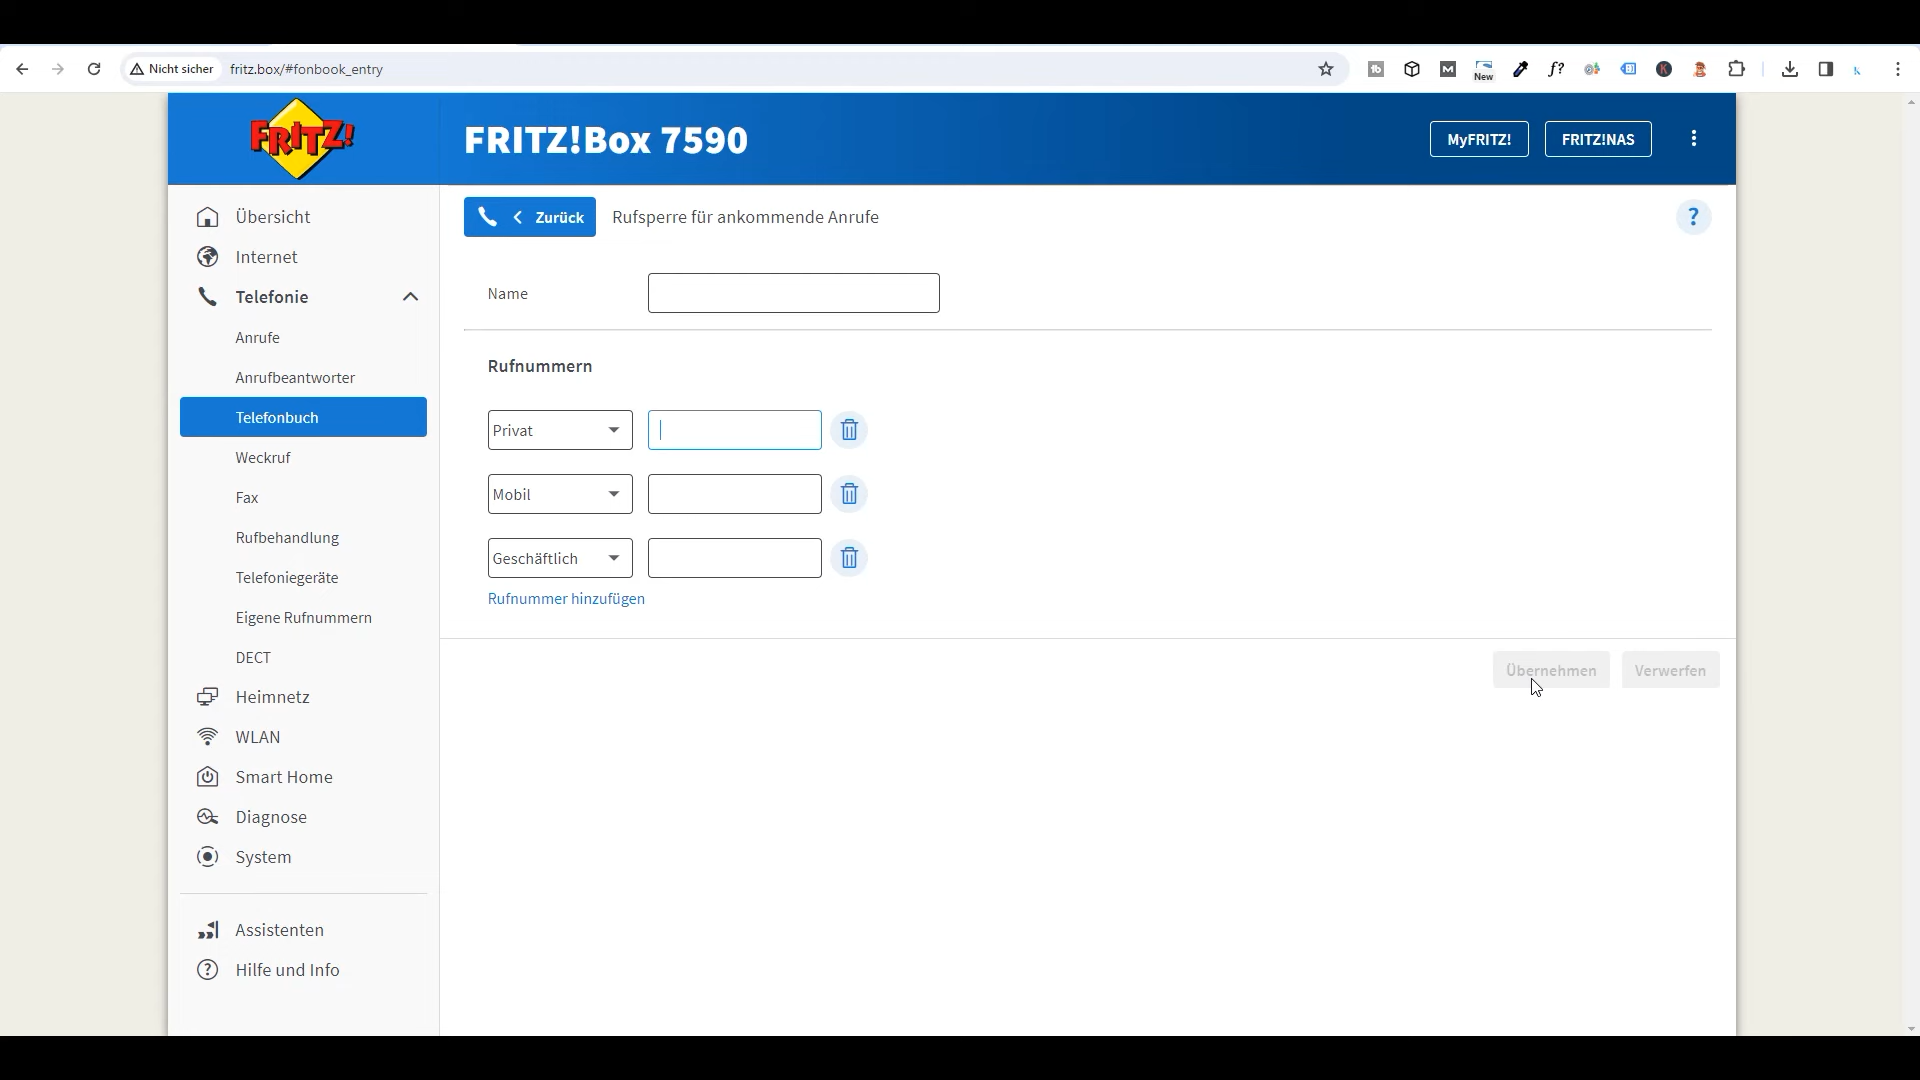 Nicht sicher
fritz.box/#fonbook_entry
New
FRITZ!
FRITZ!Box 7590
MyFRITZ!
FRITZ!NAS
Übersicht
Internet
Telefonie
Anrufe
Anrufbeantworter
Telefonbuch
Weckruf
Fax
Rufbehandlung
Telefoniegeräte
Eigene Rufnummern
DECT
Heimnetz
WLAN
Smart Home
Diagnose
System
Assistenten
Hilfe und Info
Zurück
Rufsperre für ankommende Anrufe
?
Name
Rufnummern
Privat
Mobil
Geschäftlich
Rufnummer hinzufügen
Übernehmen
Verwerfen